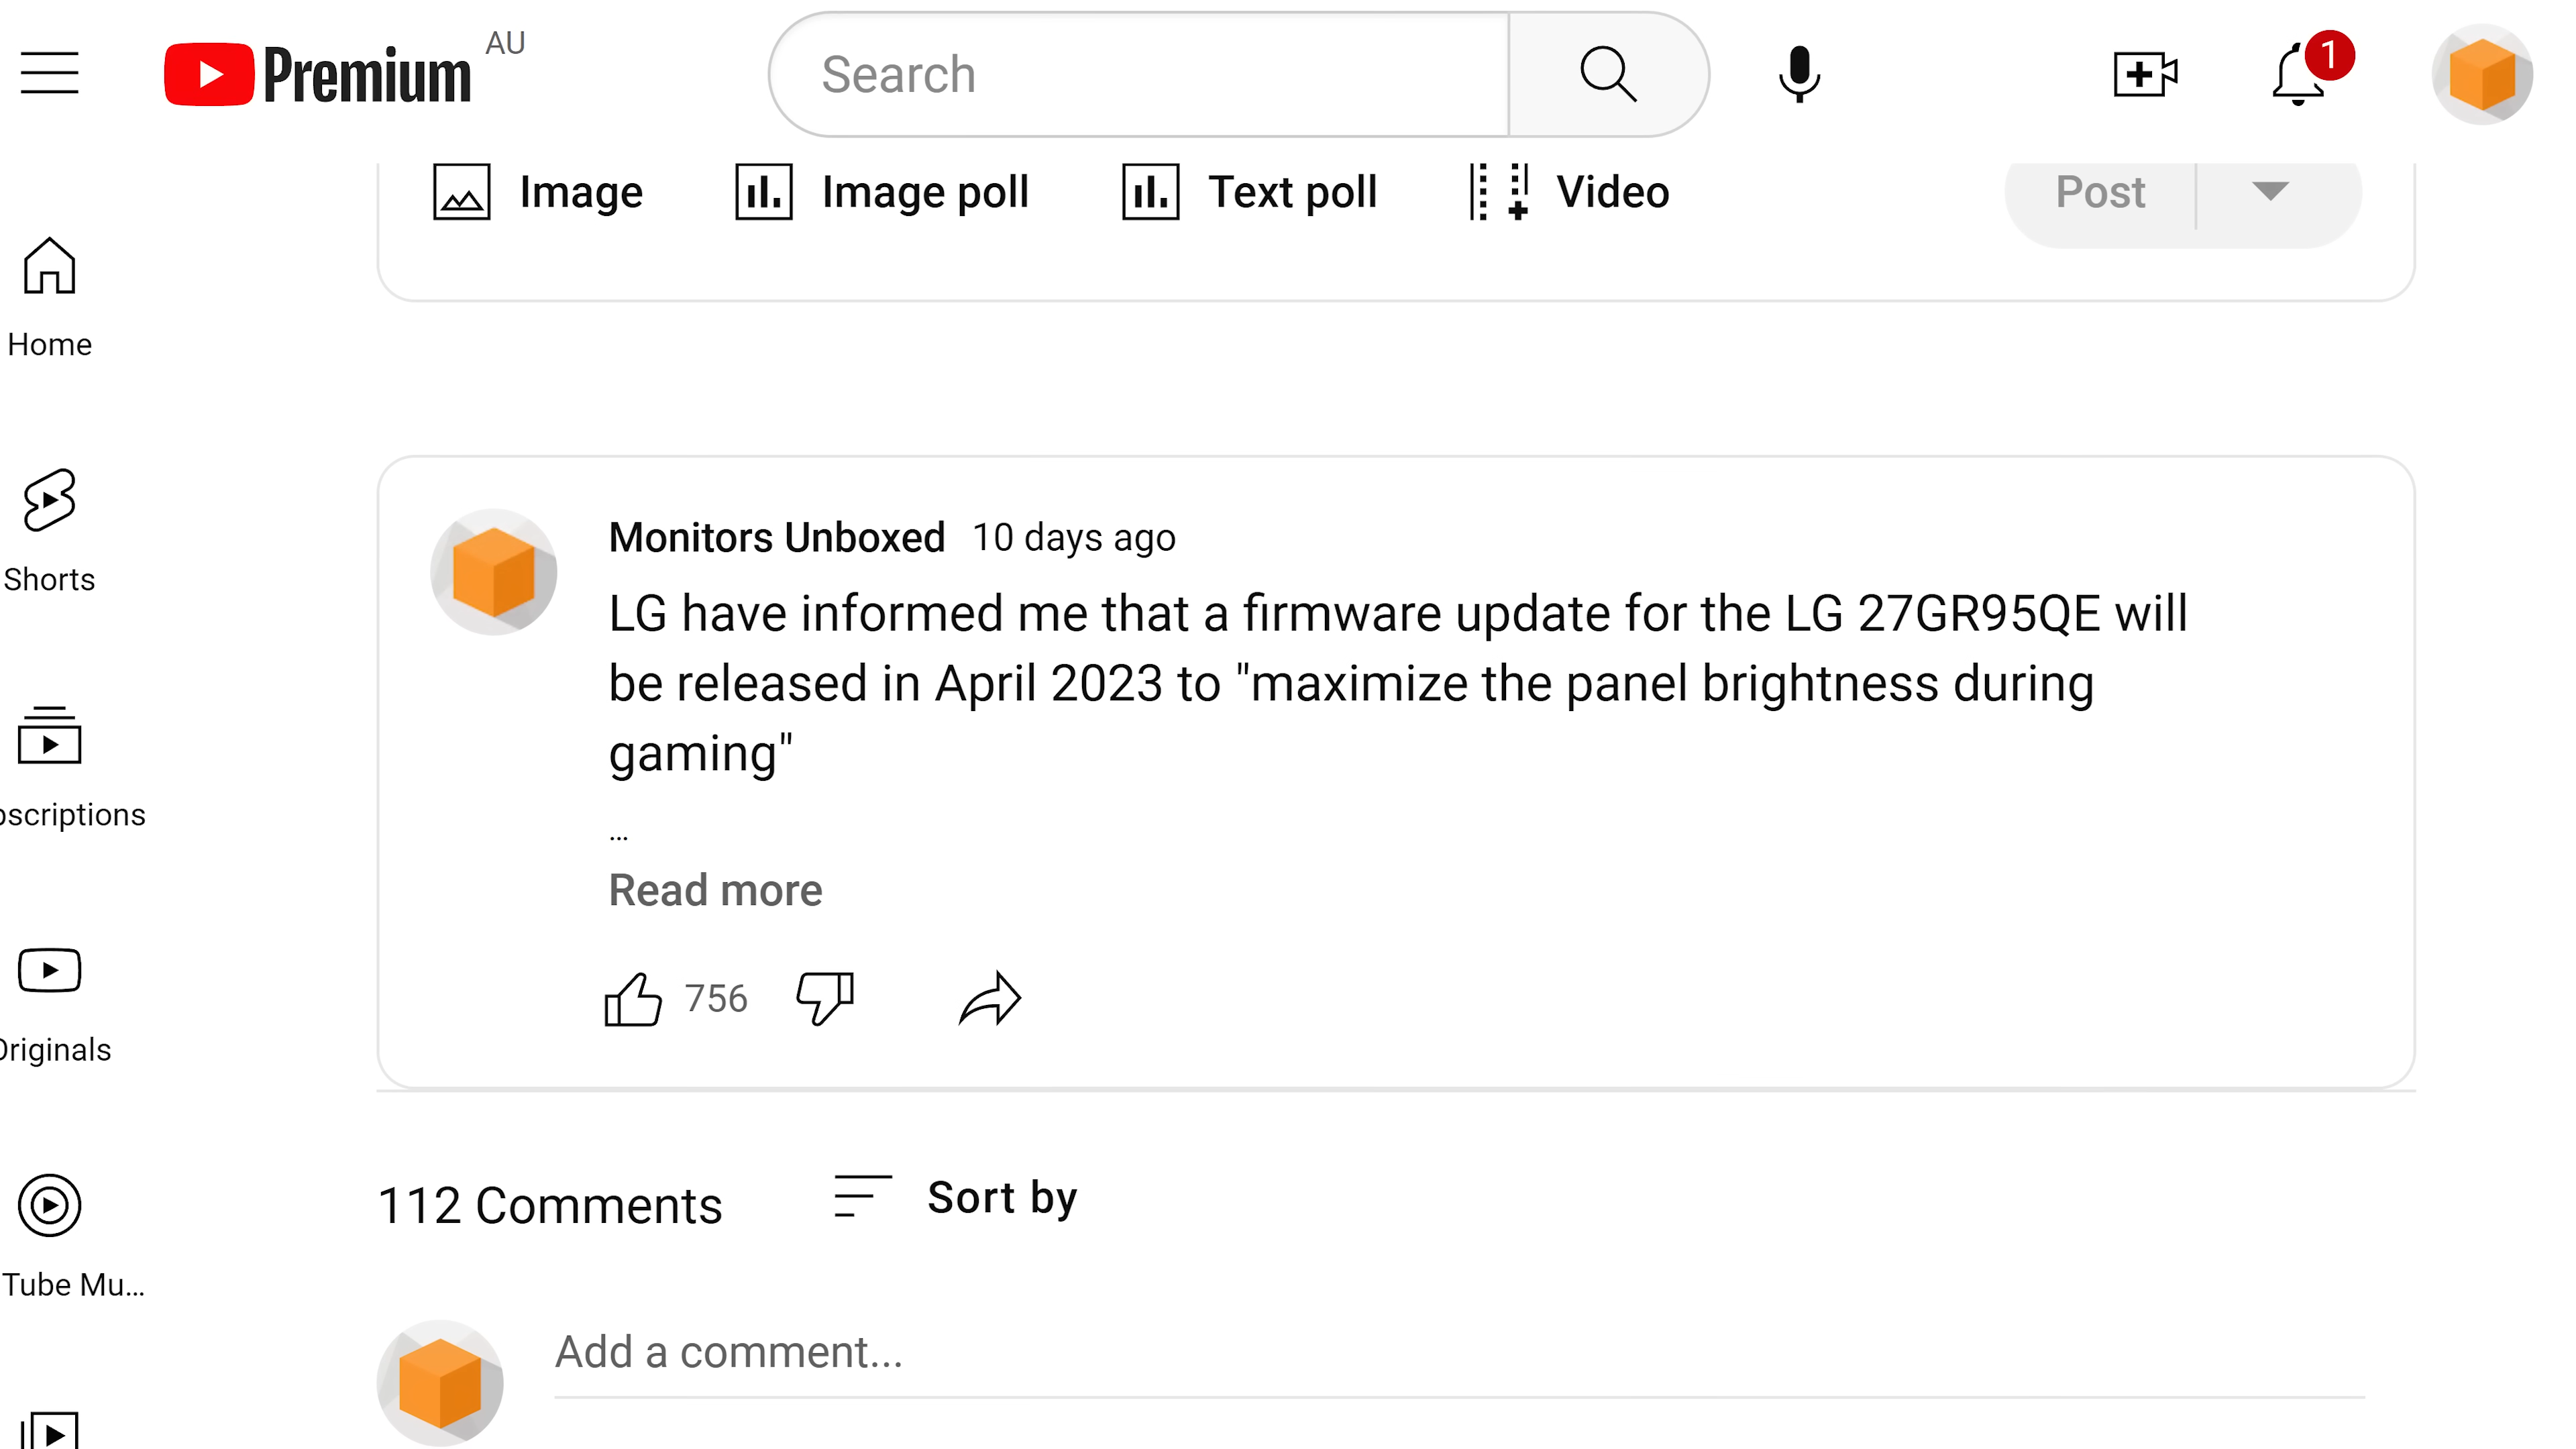 Premium AU
Search
1
Image Image poll Text poll Video Post
Home
Shorts
bscriptions
Originals
Tube Mu...
Monitors Unboxed 10 days ago
LG have informed me that a firmware update for the LG 27GR95QE will
be released in April 2023 to "maximize the panel brightness during
gaming"
...
Read more
756
112 Comments Sort by
Add a comment...